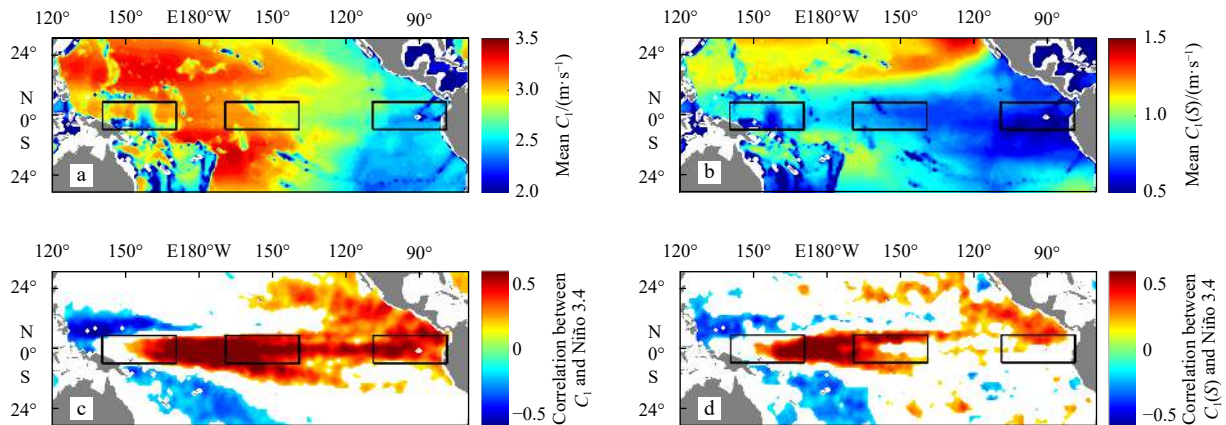 120° 150° E180°W 150° 120° 90°
24°
N
0°
S
24°
a
3.5
3.0
2.5
2.0
Mean C₁/(m·s⁻¹)
120° 150° E180°W 150° 120° 90°
24°
N
0°
S
24°
b
1.5
1.0
0.5
Mean C₁(S)/(m·s⁻¹)
120° 150° E180°W 150° 120° 90°
24°
N
0°
S
24°
c
0.5
0
−0.5
Correlation between
C₁ and Niño 3.4
120° 150° E180°W 150° 120° 90°
24°
N
0°
S
24°
d
0.5
0
−0.5
Correlation between
C₁(S) and Niño 3.4